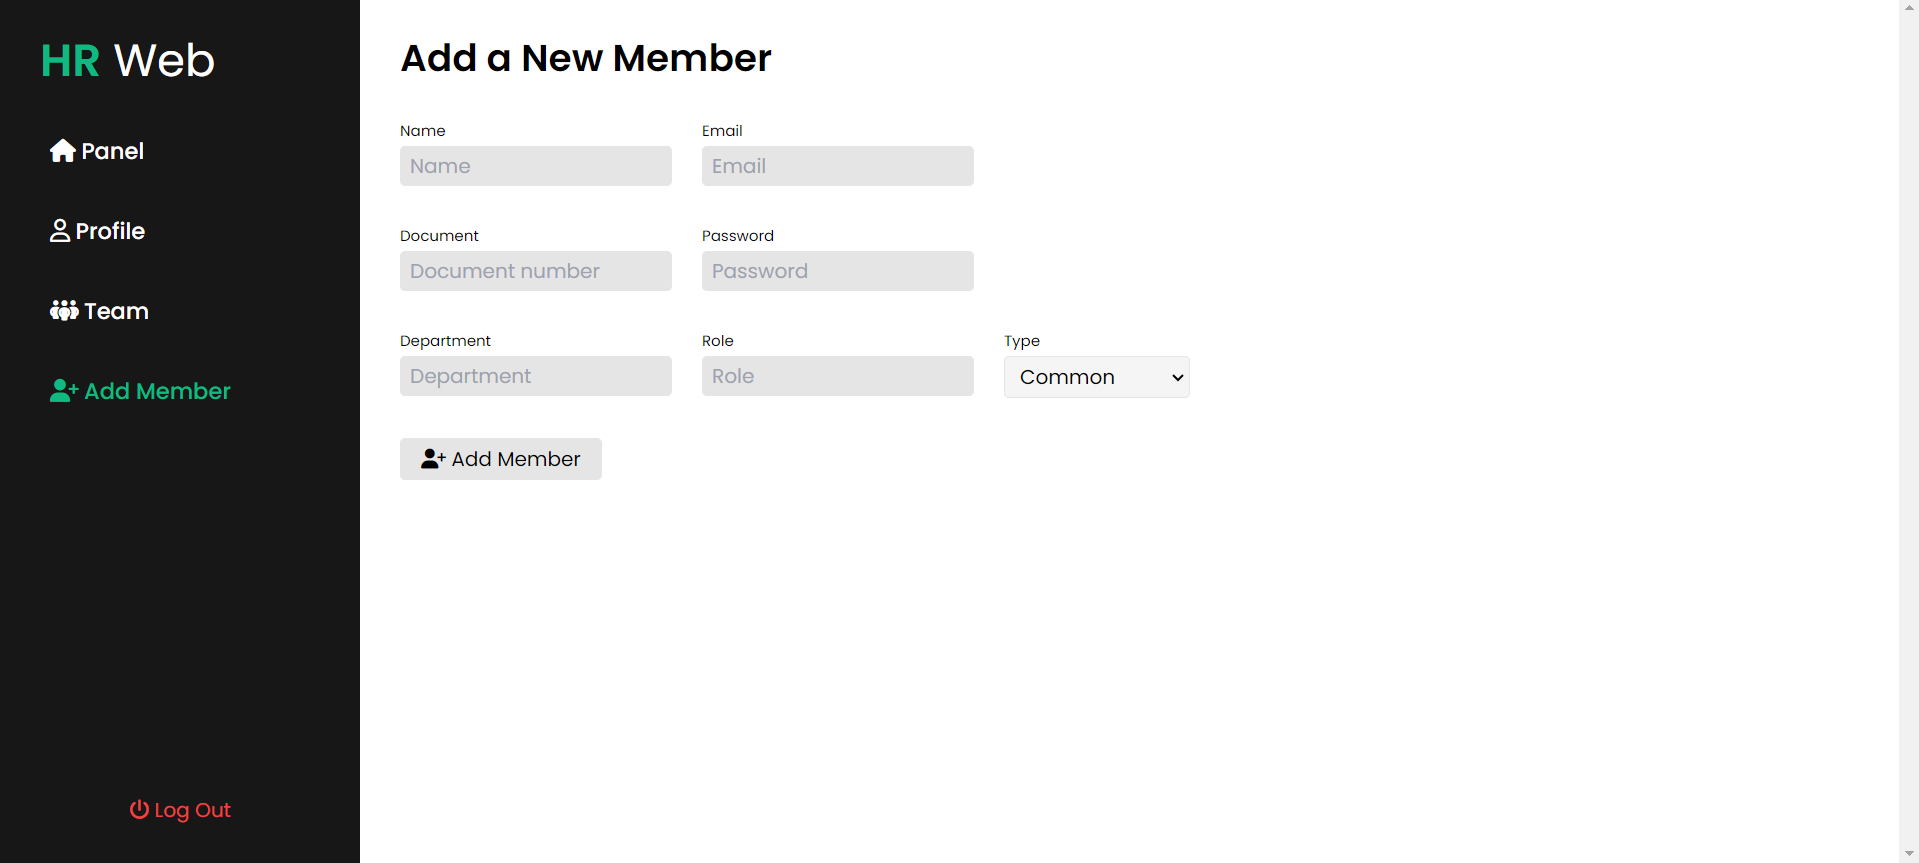 HR Web
Panel
Profile
Team
Add Member
Log Out
Add a New Member
Name
Email
Name
Email
Document
Password
Document number
Password
Department
Role
Type
Department
Role
Common
Add Member